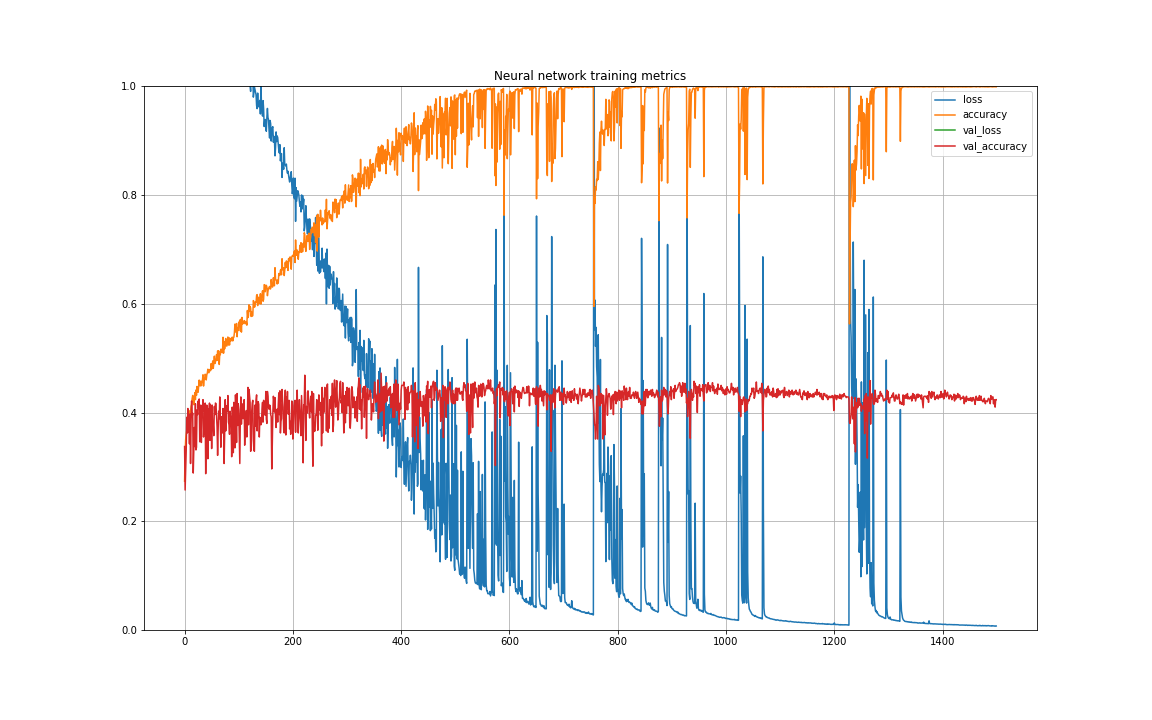 Neural network training metrics
1.0
0.8
0.6
0.4
0.2
0.0
loss
accuracy
val_loss
val_accuracy
0 200 400 600 800 1000 1200 1400